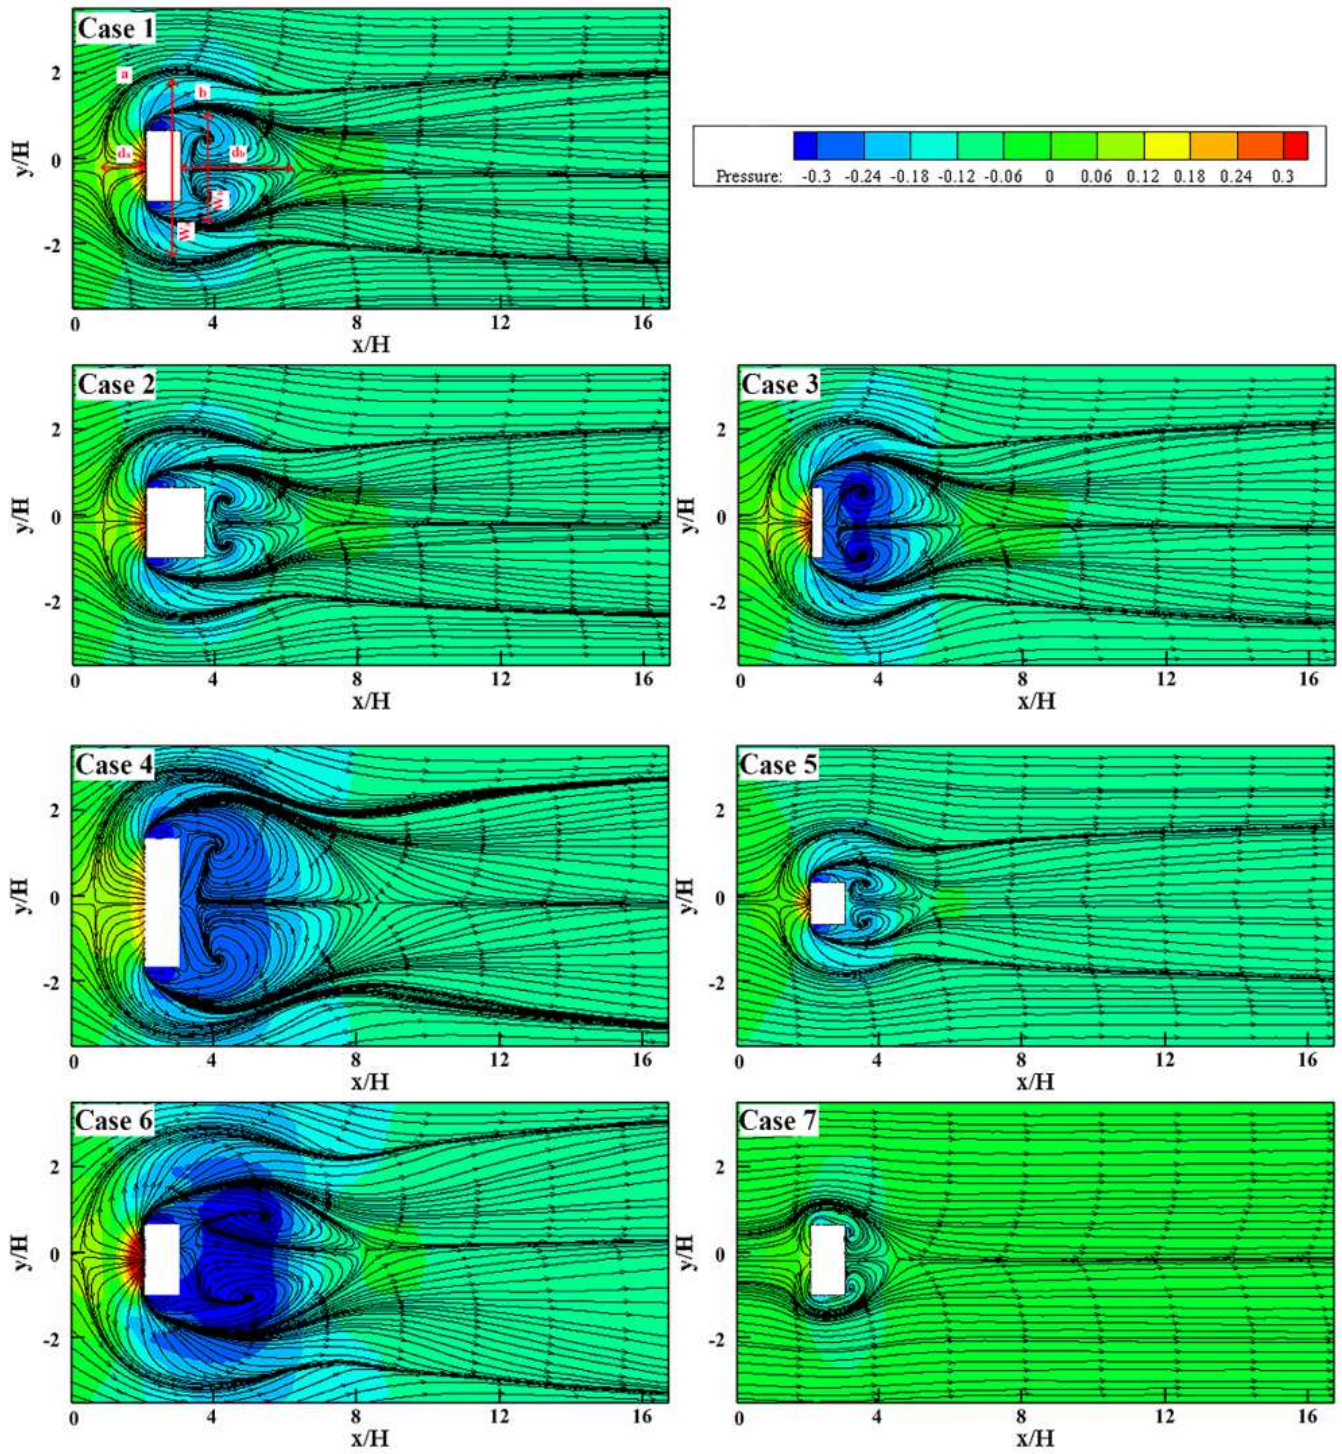 Case 1
a
b
dₐ
d_b
W_b
2
0
-2
y/H
0 4 8 12 16
x/H
Pressure: -0.3 -0.24 -0.18 -0.12 -0.06 0 0.06 0.12 0.18 0.24 0.3
Case 2
2
0
-2
y/H
0 4 8 12 16
x/H
Case 3
2
0
-2
y/H
0 4 8 12 16
x/H
Case 4
2
0
-2
y/H
0 4 8 12 16
x/H
Case 5
2
0
-2
y/H
0 4 8 12 16
x/H
Case 6
2
0
-2
y/H
0 4 8 12 16
x/H
Case 7
2
0
-2
y/H
0 4 8 12 16
x/H